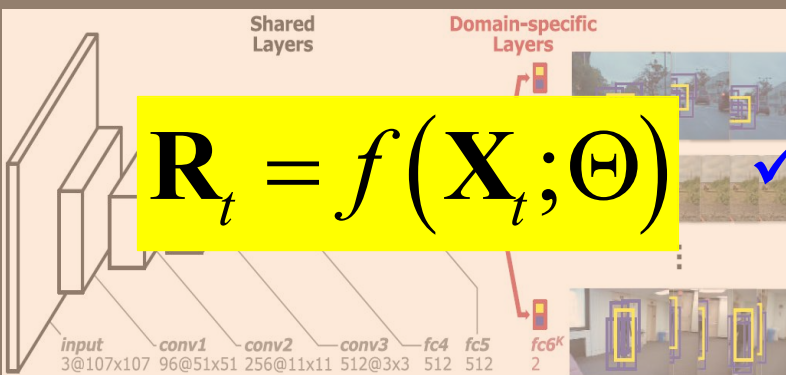 Shared
Layers
Domain-specific
Layers
R_t = f(X_t;Θ)
✓
⋮
input conv1 conv2 conv3 fc4 fc5 fc6ᴷ
3@107x107 96@51x51 256@11x11 512@3x3 512 512 2